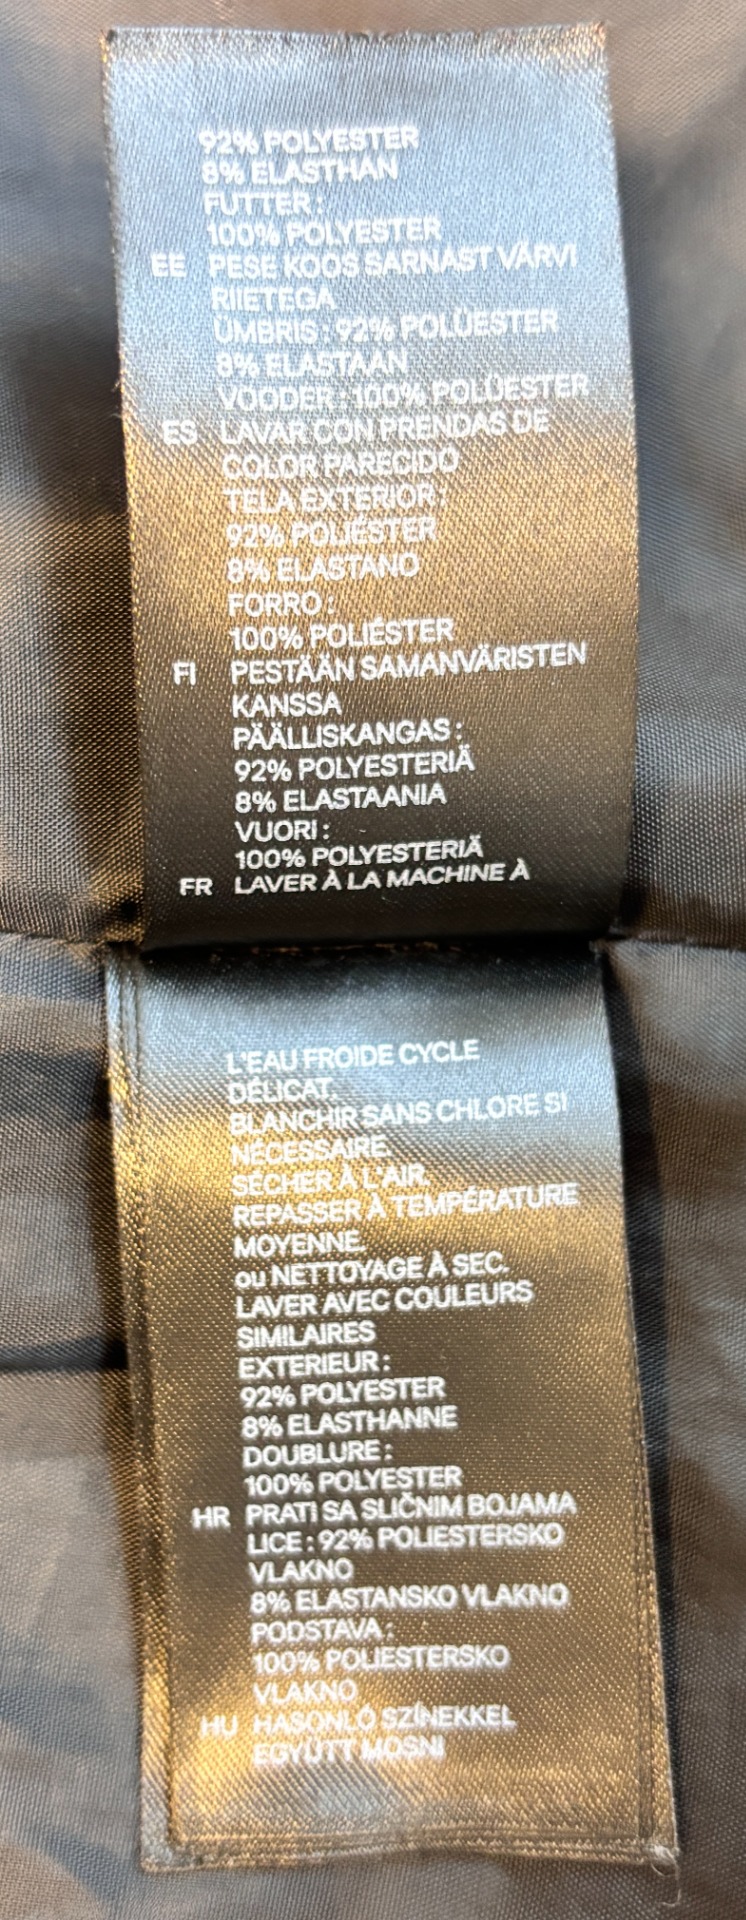 92% POLYESTER
8% ELASTHAN
FUTTER :
100% POLYESTER
EE PESE KOOS SARNAST VÄRVI
RIIETEGA
ÜMBRIS : 92% POLÜESTER
8% ELASTAAN
VOODER : 100% POLÜESTER
ES LAVAR CON PRENDAS DE
COLOR PARECIDO
TELA EXTERIOR :
92% POLIÉSTER
8% ELASTANO
FORRO :
100% POLIÉSTER
FI PESTÄÄN SAMANVÄRISTEN
KANSSA
PÄÄLLISKANGAS :
92% POLYESTERIÄ
8% ELASTAANIA
VUORI :
100% POLYESTERIÄ
FR LAVER À LA MACHINE À
L'EAU FROIDE CYCLE
DÉLICAT.
BLANCHIR SANS CHLORE SI
NÉCESSAIRE.
SÉCHER À L'AIR.
REPASSER À TEMPÉRATURE
MOYENNE.
ou NETTOYAGE À SEC.
LAVER AVEC COULEURS
SIMILAIRES
EXTERIEUR :
92% POLYESTER
8% ELASTHANNE
DOUBLURE :
100% POLYESTER
HR PRATI SA SLIČNIM BOJAMA
LICE : 92% POLIESTERSKO
VLAKNO
8% ELASTANSKO VLAKNO
PODSTAVA :
100% POLIESTERSKO
VLAKNO
HU HASONLÓ SZÍNEKKEL
EGYÜTT MOSNI